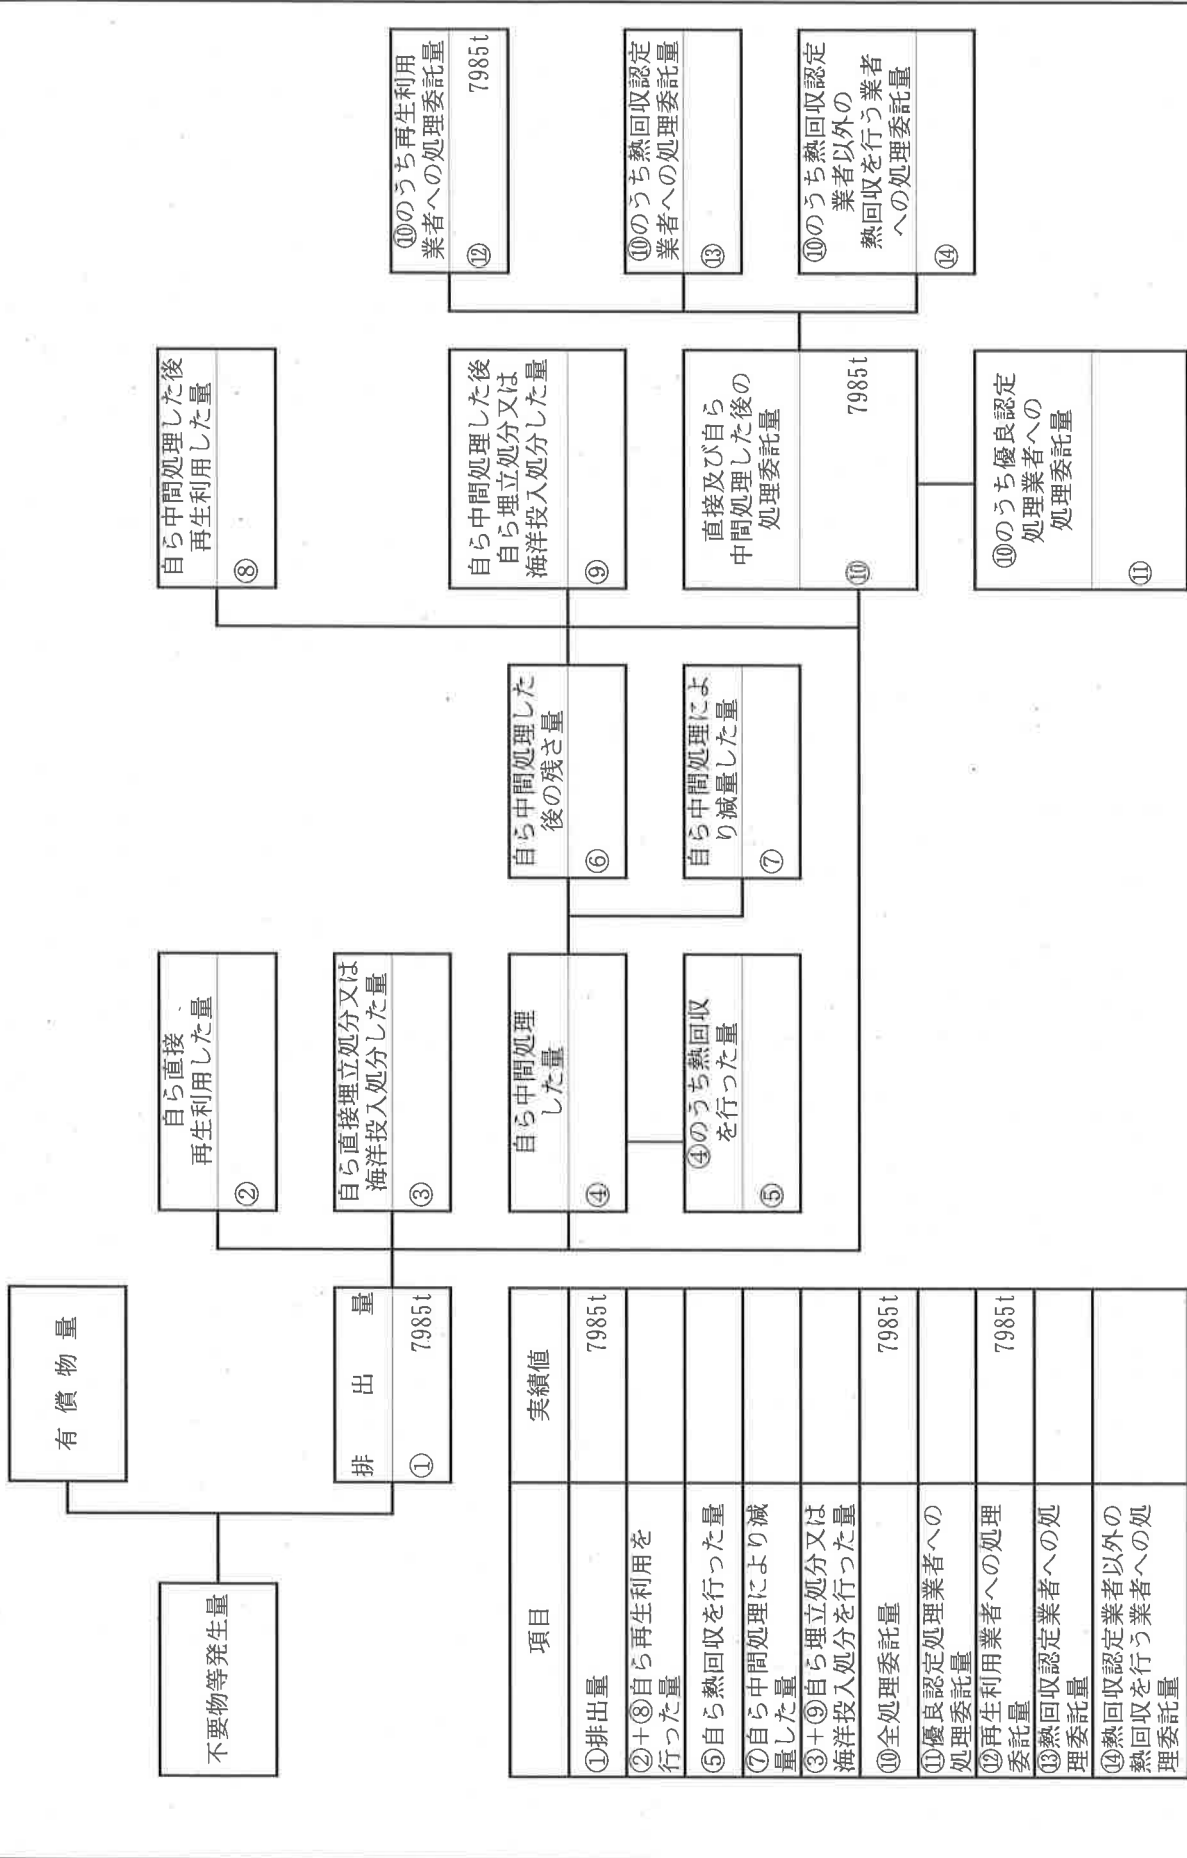 有償物量
不要物等発生量
排出量
① 7985t
自ら直接
再生利用した量
②
自ら直接埋立処分又は
海洋投入処分した量
③
自ら中間処理
した量
④
④のうち熱回収
を行った量
⑤
自ら中間処理した
後の残さ量
⑥
自ら中間処理によ
り減量した量
⑦
自ら中間処理した後
再生利用した量
⑧
自ら中間処理した後
自ら埋立処分又は
海洋投入処分した量
⑨
直接及び自ら
中間処理した後の
処理委託量
⑩ 7985t
⑩のうち優良認定
処理業者への
処理委託量
⑪
⑩のうち再生利用
業者への処理委託量
⑫ 7985t
⑩のうち熱回収認定
業者への処理委託量
⑬
⑩のうち熱回収認定
業者以外の
熱回収を行う業者
への処理委託量
⑭
項目 実績値
①排出量 7985t
②+⑧自ら再生利用を
行った量
⑤自ら熱回収を行った量
⑦自ら中間処理により減
量した量
③+⑨自ら埋立処分又は
海洋投入処分を行った量
⑩全処理委託量 7985t
⑪優良認定処理業者への
処理委託量
⑫再生利用業者への処理
委託量 7985t
⑬熱回収認定業者への処
理委託量
⑭熱回収認定業者以外の
熱回収を行う業者への処
理委託量